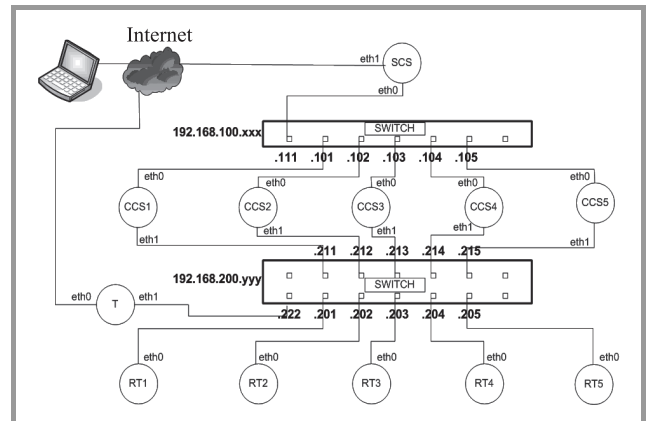 Internet
eth1
SCS
eth0
192.168.100.xxx
SWITCH
.111 .101 .102 .103 .104 .105
eth0 eth0 eth0 eth0 eth0
CCS1 CCS2 CCS3 CCS4 CCS5
eth1 eth1 eth1 eth1 eth1
.211 .212 .213 .214 .215
192.168.200.yyy
SWITCH
eth0 T eth1
.222 .201 .202 .203 .204 .205
eth0 eth0 eth0 eth0 eth0
RT1 RT2 RT3 RT4 RT5